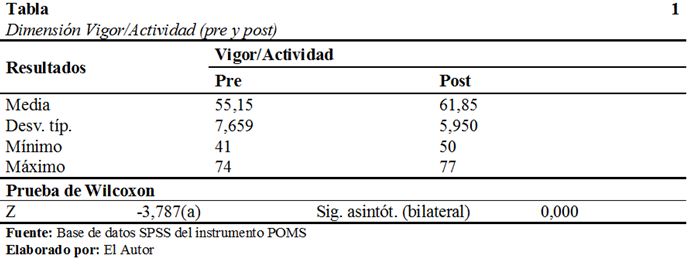 Tabla 1
Dimensión Vigor/Actividad (pre y post)
Resultados Vigor/Actividad
Pre Post
Media 55,15 61,85
Desv. típ. 7,659 5,950
Mínimo 41 50
Máximo 74 77
Prueba de Wilcoxon
Z -3,787(a) Sig. asintót. (bilateral) 0,000
Fuente: Base de datos SPSS del instrumento POMS
Elaborado por: El Autor